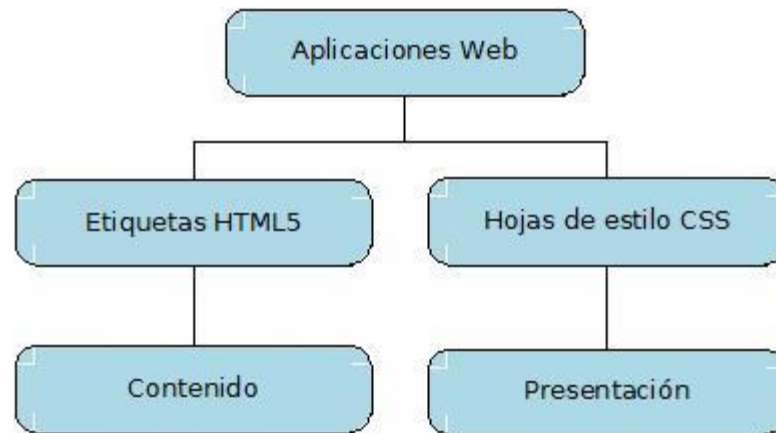 Aplicaciones Web
Etiquetas HTML5
Hojas de estilo CSS
Contenido
Presentación